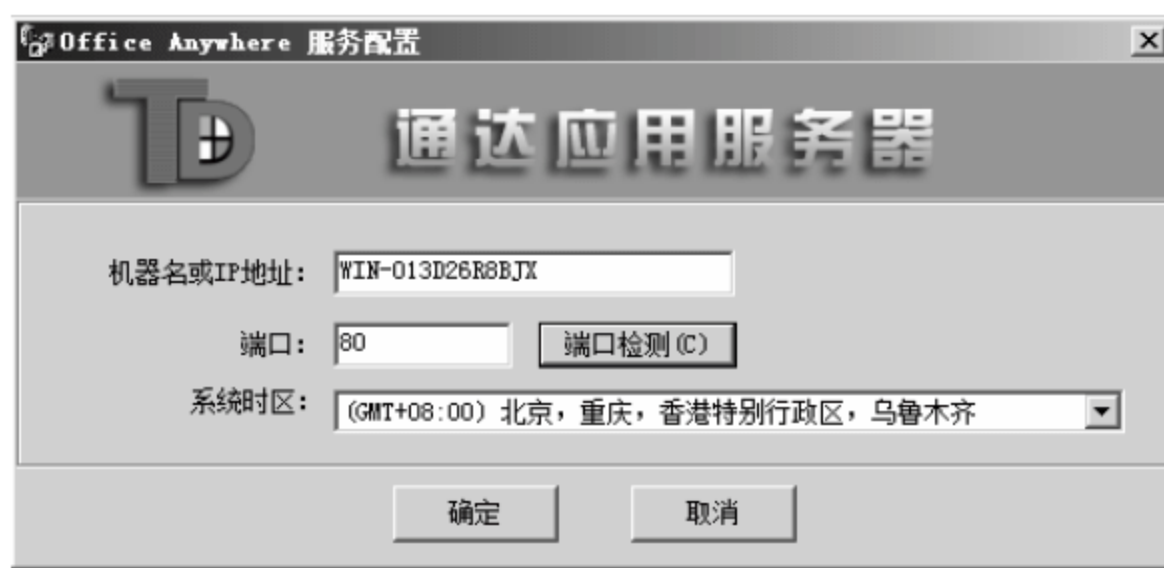 Office Anywhere 服务配置
TD 通达应用服务器
机器名或IP地址： WIN-013D26R8BJX
端口： 80 端口检测(C)
系统时区： (GMT+08:00) 北京，重庆，香港特别行政区，乌鲁木齐
确定 取消